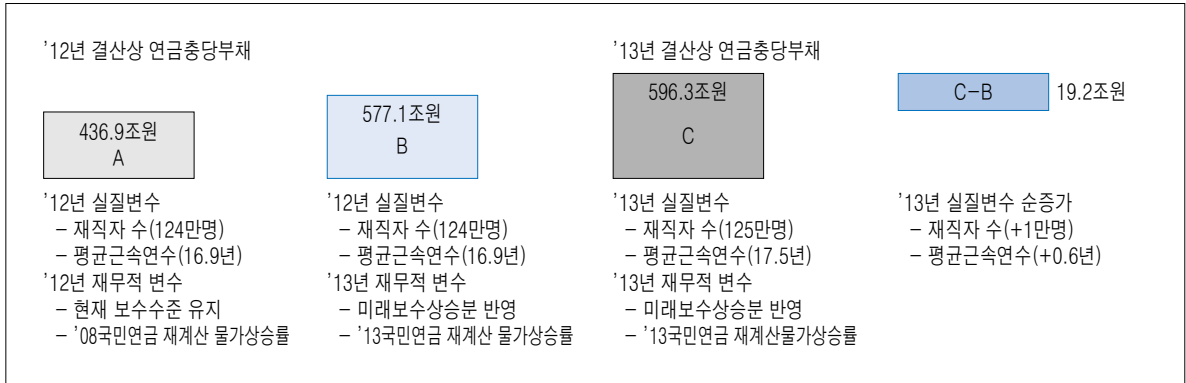 ’12년 결산상 연금충당부채
436.9조원
A
’12년 실질변수
– 재직자 수(124만명)
– 평균근속연수(16.9년)
’12년 재무적 변수
– 현재 보수수준 유지
– ’08국민연금 재계산 물가상승률
577.1조원
B
’12년 실질변수
– 재직자 수(124만명)
– 평균근속연수(16.9년)
’13년 재무적 변수
– 미래보수상승분 반영
– ’13국민연금 재계산 물가상승률
’13년 결산상 연금충당부채
596.3조원
C
’13년 실질변수
– 재직자 수(125만명)
– 평균근속연수(17.5년)
’13년 재무적 변수
– 미래보수상승분 반영
– ’13국민연금 재계산물가상승률
C–B
19.2조원
’13년 실질변수 순증가
– 재직자 수(+1만명)
– 평균근속연수(+0.6년)